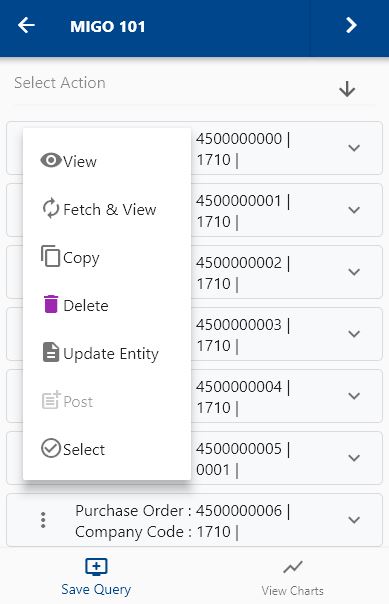 MIGO 101
Select Action
4500000000 |
1710 |
4500000001 |
1710 |
4500000002 |
1710 |
4500000003 |
1710 |
4500000004 |
1710 |
4500000005 |
0001 |
View
Fetch & View
Copy
Delete
Update Entity
Post
Select
Purchase Order : 4500000006 |
Company Code : 1710 |
Save Query
View Charts